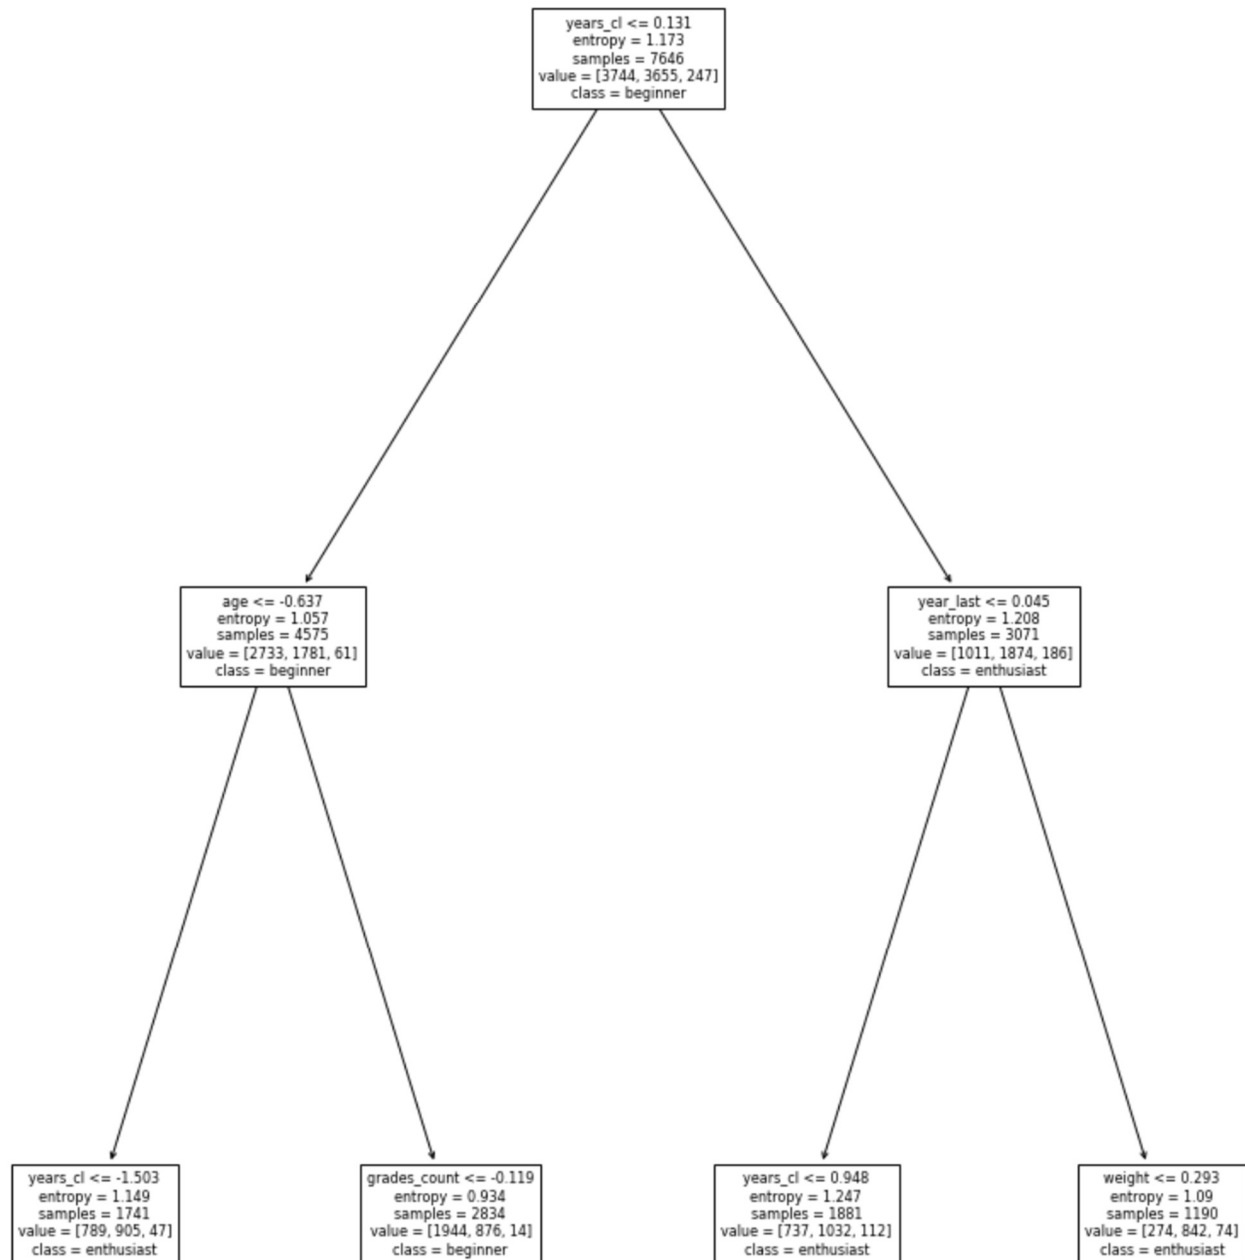 years_cl <= 0.131
entropy = 1.173
samples = 7646
value = [3744, 3655, 247]
class = beginner
age <= -0.637
entropy = 1.057
samples = 4575
value = [2733, 1781, 61]
class = beginner
year_last <= 0.045
entropy = 1.208
samples = 3071
value = [1011, 1874, 186]
class = enthusiast
years_cl <= -1.503
entropy = 1.149
samples = 1741
value = [789, 905, 47]
class = enthusiast
grades_count <= -0.119
entropy = 0.934
samples = 2834
value = [1944, 876, 14]
class = beginner
years_cl <= 0.948
entropy = 1.247
samples = 1881
value = [737, 1032, 112]
class = enthusiast
weight <= 0.293
entropy = 1.09
samples = 1190
value = [274, 842, 74]
class = enthusiast